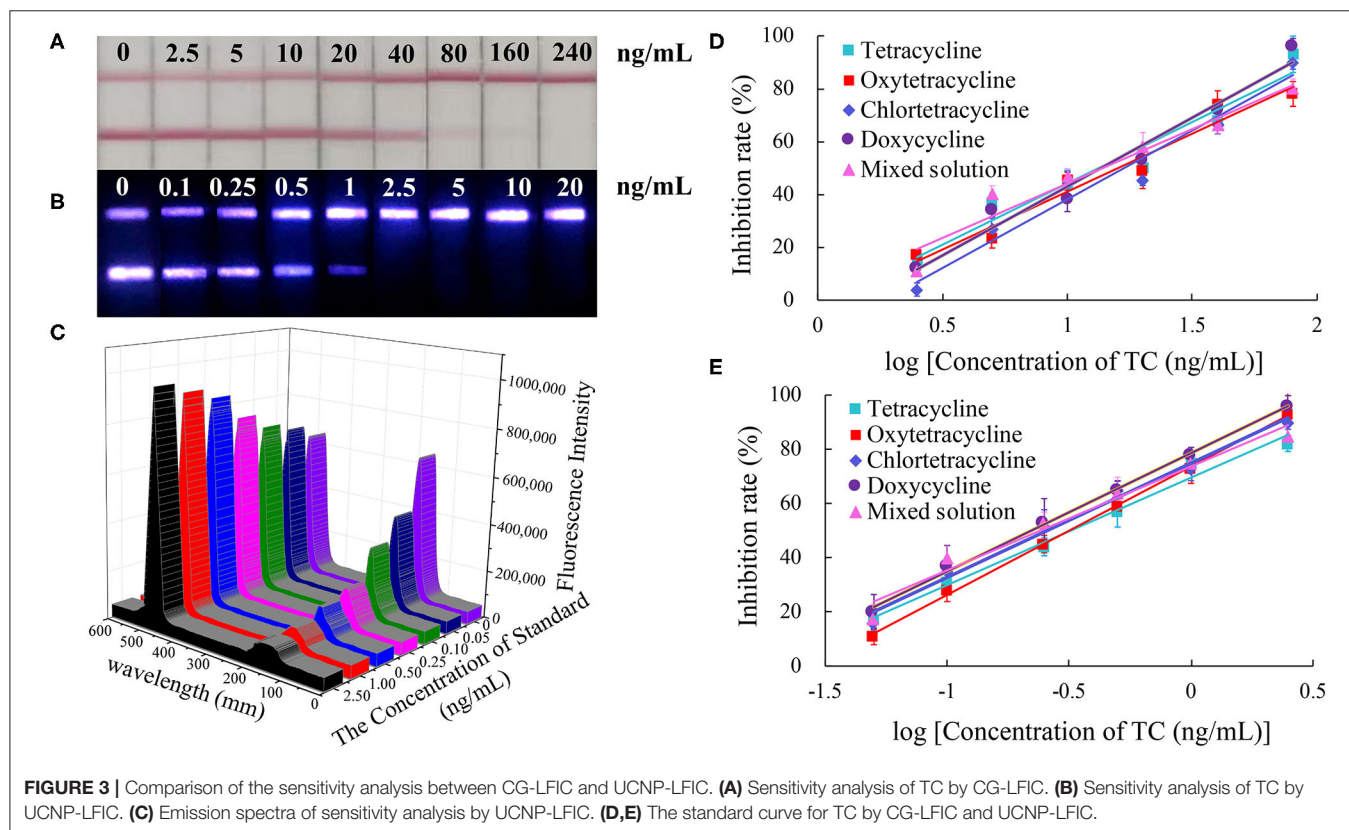 A
0 2.5 5 10 20 40 80 160 240 ng/mL
B
0 0.1 0.25 0.5 1 2.5 5 10 20 ng/mL
C
1000,000
800,000
600,000
400,000
200,000
0
Fluorescence Intensity
600 500 400 300 200 100 0
wavelength (mm)
2.50 1.00 0.50 0.25 0.10 0.05 0
The Concentration of Standard
(ng/mL)
D
100
80
60
40
20
0
Inhibition rate (%)
Tetracycline
Oxytetracycline
Chlortetracycline
Doxycycline
Mixed solution
0 0.5 1 1.5 2
log [Concentration of TC (ng/mL)]
E
100
80
60
40
20
0
Inhibition rate (%)
Tetracycline
Oxytetracycline
Chlortetracycline
Doxycycline
Mixed solution
-1.5 -1 -0.5 0 0.5
log [Concentration of TC (ng/mL)]
FIGURE 3 | Comparison of the sensitivity analysis between CG-LFIC and UCNP-LFIC. (A) Sensitivity analysis of TC by CG-LFIC. (B) Sensitivity analysis of TC by
UCNP-LFIC. (C) Emission spectra of sensitivity analysis by UCNP-LFIC. (D,E) The standard curve for TC by CG-LFIC and UCNP-LFIC.